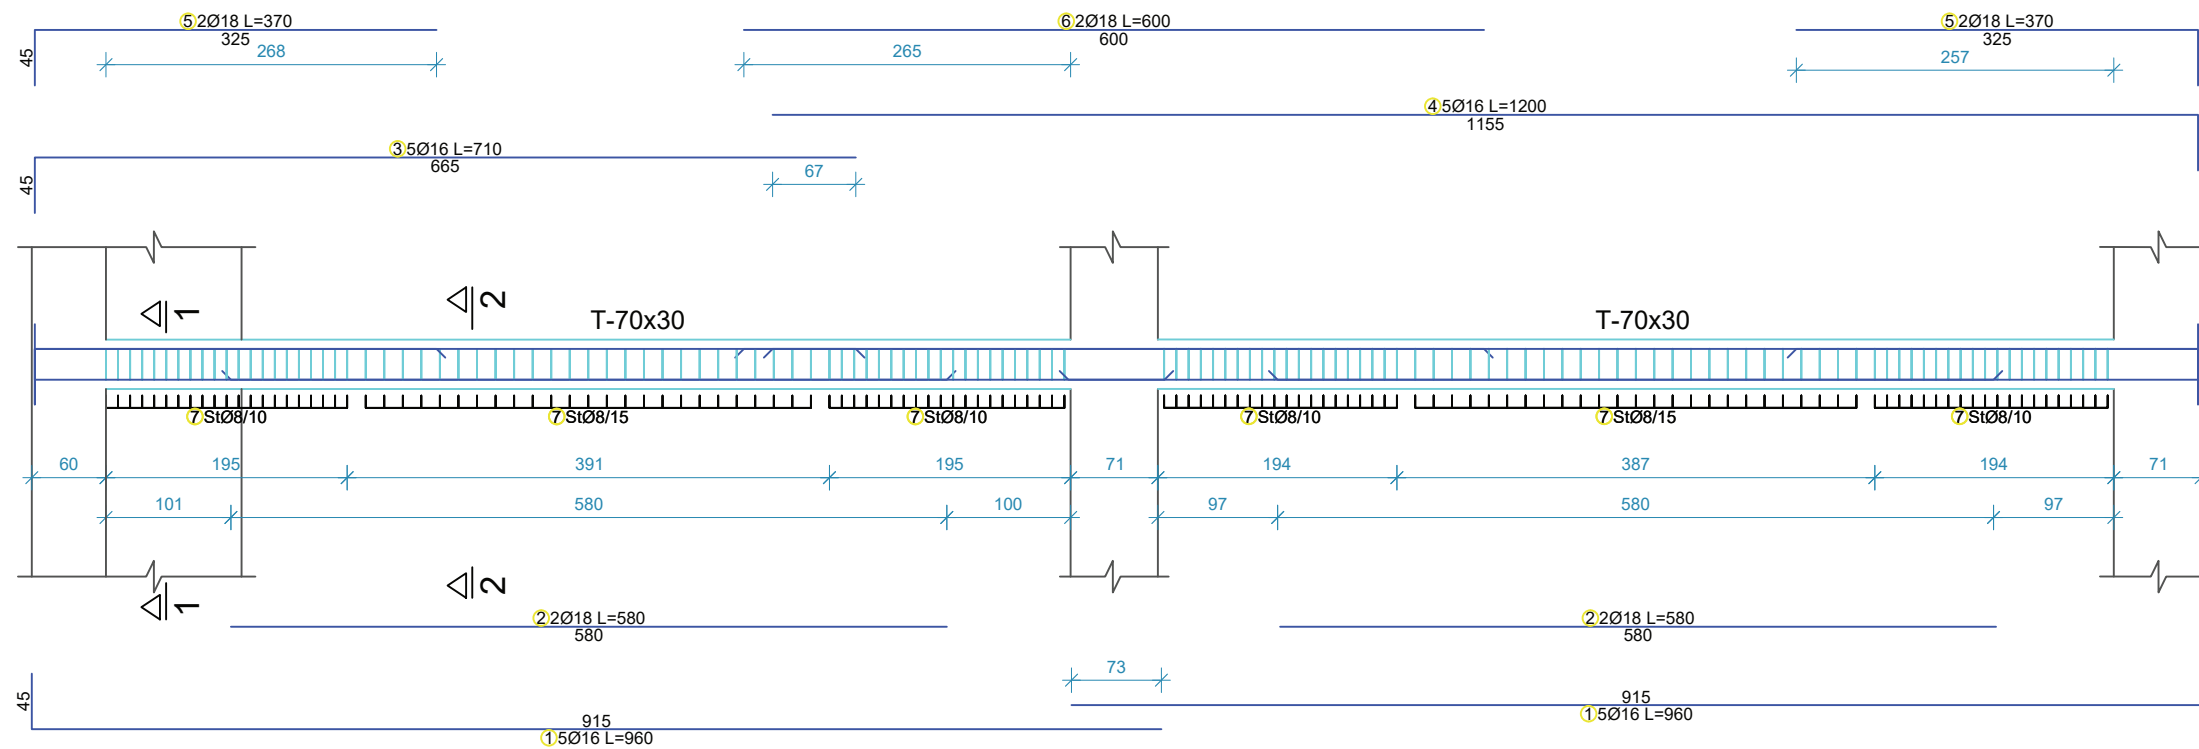 5 2Ø18 L=370
325
268
45
6 2Ø18 L=600
600
265
5 2Ø18 L=370
325
257
4 5Ø16 L=1200
1155
3 5Ø16 L=710
665
67
45
1
2
T-70x30
T-70x30
7 StØ8/10
7 StØ8/15
7 StØ8/10
7 StØ8/10
7 StØ8/15
7 StØ8/10
60
195
391
195
71
194
387
194
71
101
580
100
97
580
97
1
2
2 2Ø18 L=580
580
2 2Ø18 L=580
580
73
45
915
1 5Ø16 L=960
915
1 5Ø16 L=960